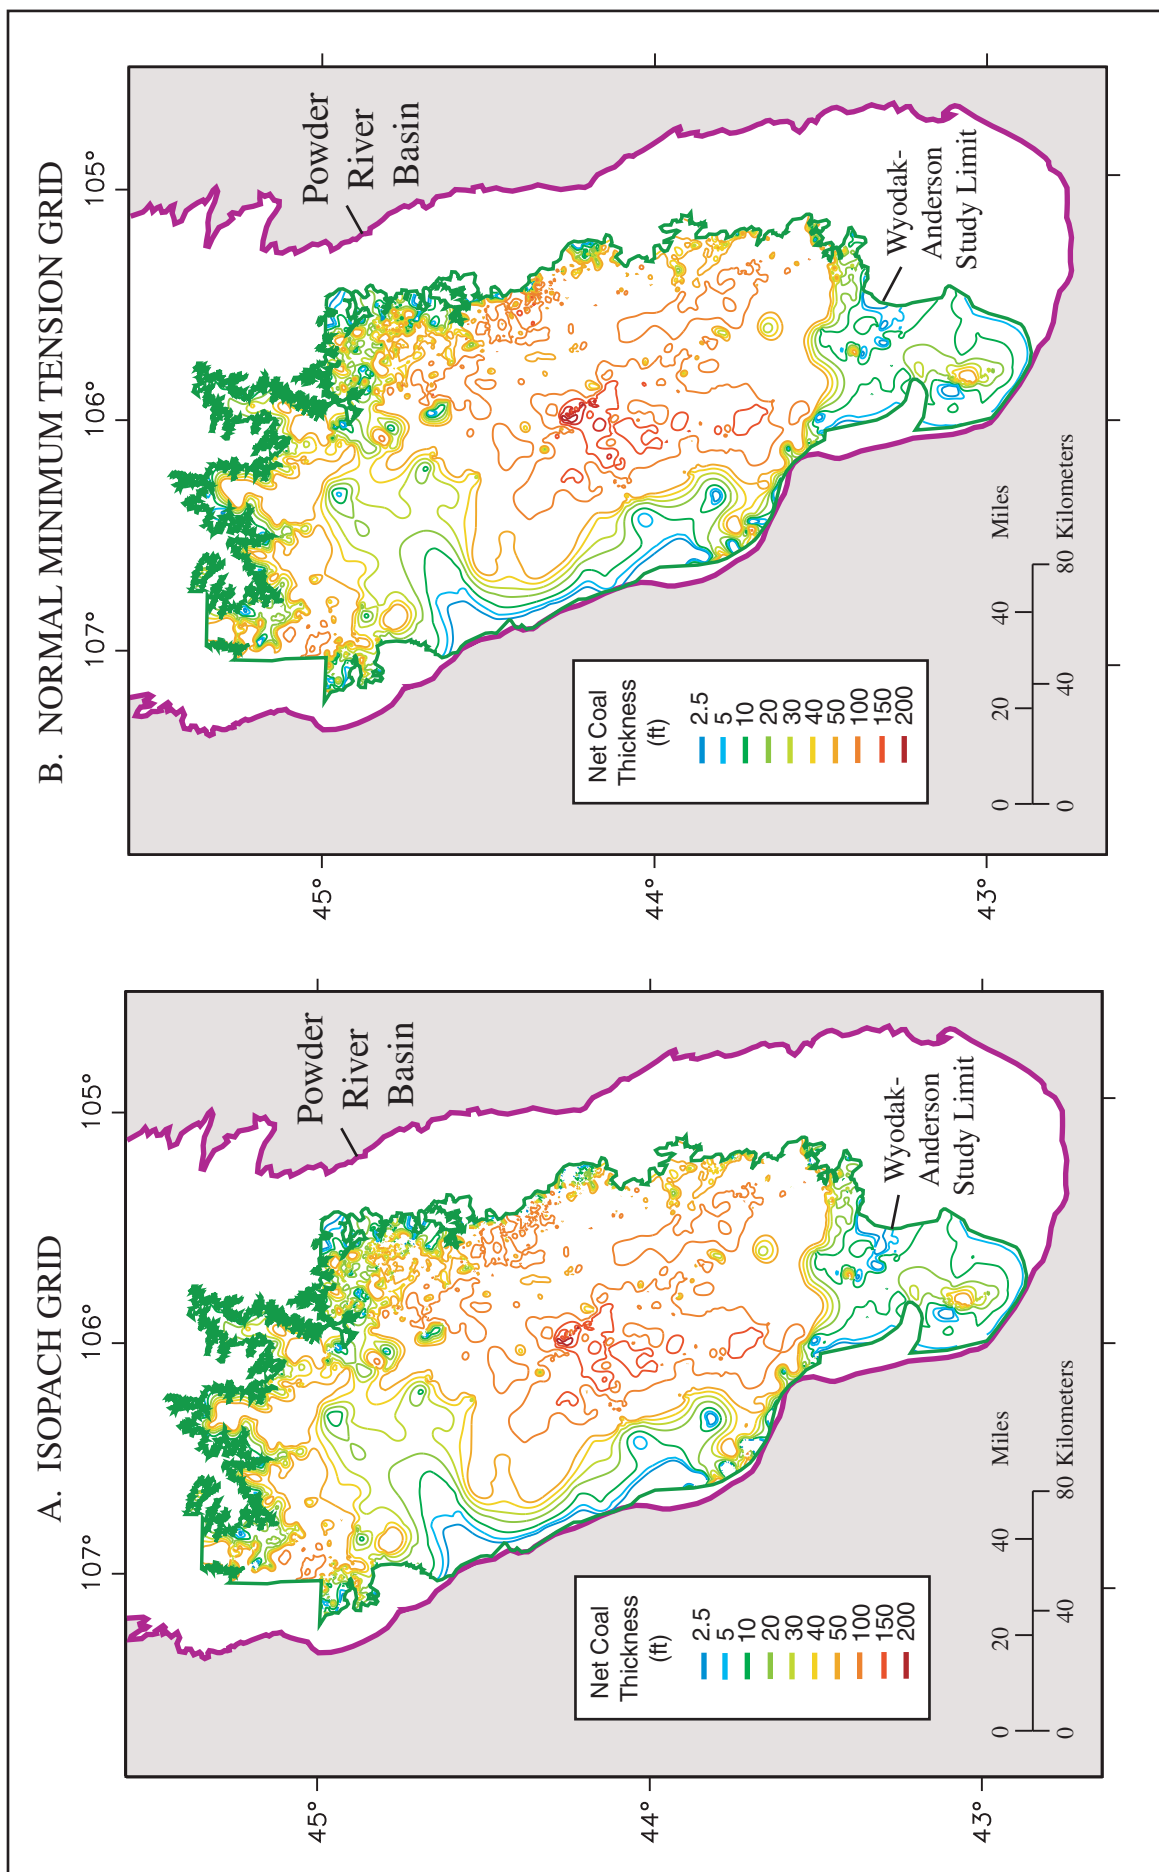 A. ISOPACH GRID
107°
106°
105°
45°
44°
43°
Powder
River
Basin
Wyodak-
Anderson
Study Limit
Net Coal
Thickness
(ft)
2.5
5
10
20
30
40
50
100
150
200
0
20
40
Miles
0
40
80 Kilometers
B. NORMAL MINIMUM TENSION GRID
107°
106°
105°
45°
44°
43°
Powder
River
Basin
Wyodak-
Anderson
Study Limit
Net Coal
Thickness
(ft)
2.5
5
10
20
30
40
50
100
150
200
0
20
40
Miles
0
40
80 Kilometers